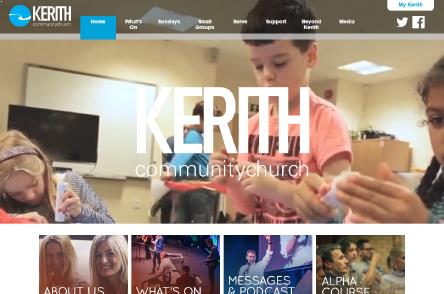 My Kerith
KERITH
communitychurch
Home
What's
On
Sundays
Small
Groups
Serve
Support
Beyond
Kerith
Media
KERITH
communitychurch
ABOUT US
WHAT'S ON
MESSAGES
& PODCAST
ALPHA
COURSE